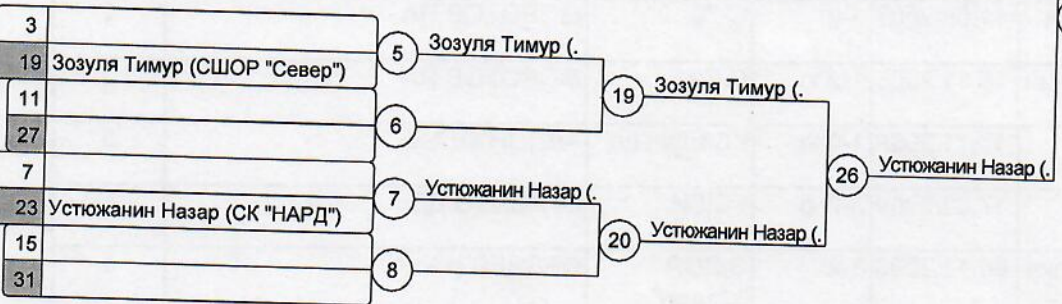 3
19 Зозуля Тимур (СШОР "Север")
5 Зозуля Тимур (.
11
27
6
19 Зозуля Тимур (.
7
23 Устюжанин Назар (СК "НАРД")
7 Устюжанин Назар (.
15
31
8
20 Устюжанин Назар (.
26 Устюжанин Назар (.